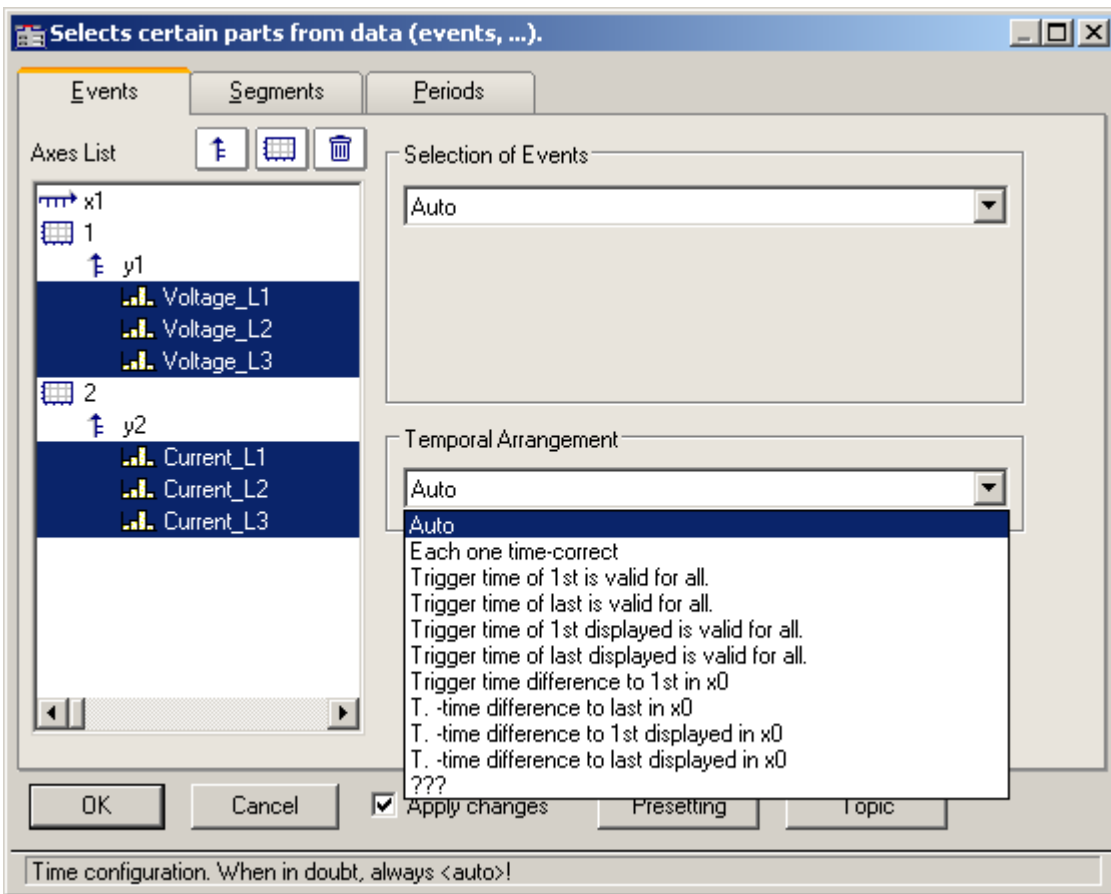 Selects certain parts from data (events, ...).
Events Segments Periods
Axes List
x1
1
y1
Voltage_L1
Voltage_L2
Voltage_L3
2
y2
Current_L1
Current_L2
Current_L3
Selection of Events
Auto
Temporal Arrangement
Auto
Auto
Each one time-correct
Trigger time of 1st is valid for all.
Trigger time of last is valid for all.
Trigger time of 1st displayed is valid for all.
Trigger time of last displayed is valid for all.
Trigger time difference to 1st in x0
T. -time difference to last in x0
T. -time difference to 1st displayed in x0
T. -time difference to last displayed in x0
???
OK Cancel Apply changes Presetting Topic
Time configuration. When in doubt, always <auto>!